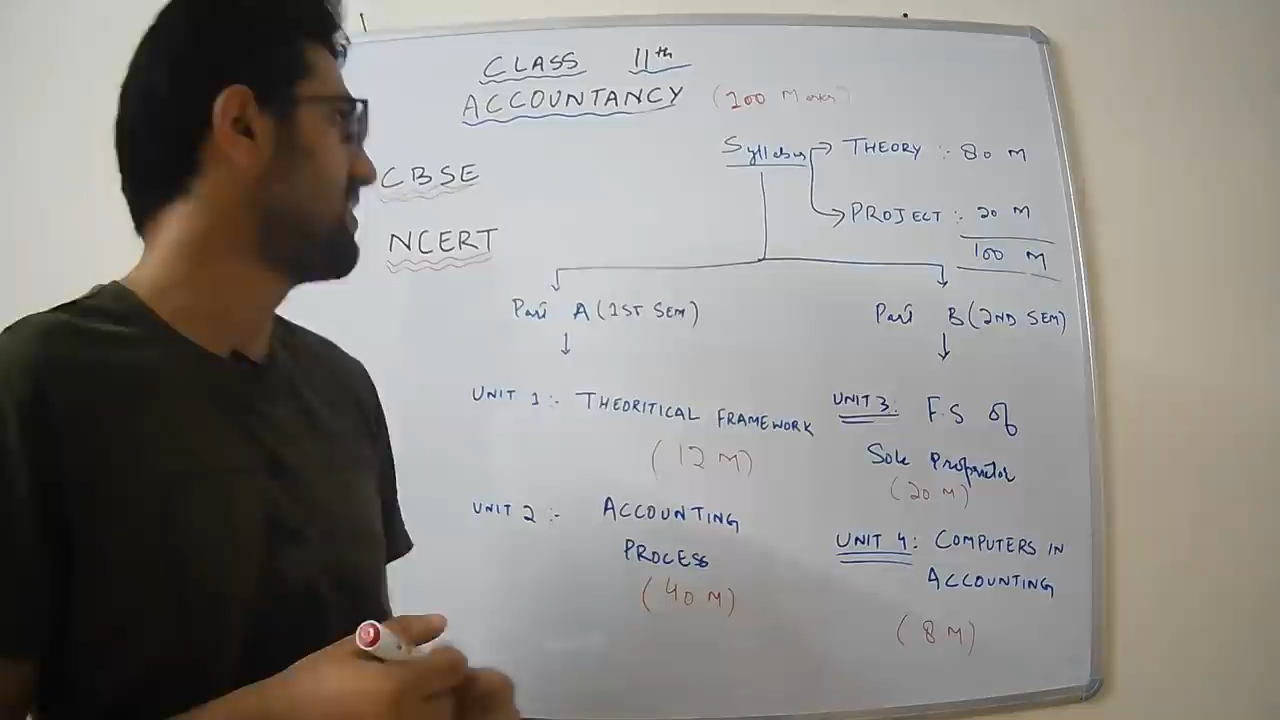 CLASS 11th
ACCOUNTANCY (100 Marks)
CBSE
NCERT
Syllabus → THEORY :- 80 M
→ PROJECT :- 20 M
100 M
Part A (1ST SEM)
UNIT 1 :- THEORITICAL FRAMEWORK
(12 M)
UNIT 2 :- ACCOUNTING
PROCESS
(40 M)
Part B (2ND SEM)
UNIT 3: F.S of
Sole Proprietor
(20 M)
UNIT 4: COMPUTERS IN
ACCOUNTING
(8 M)